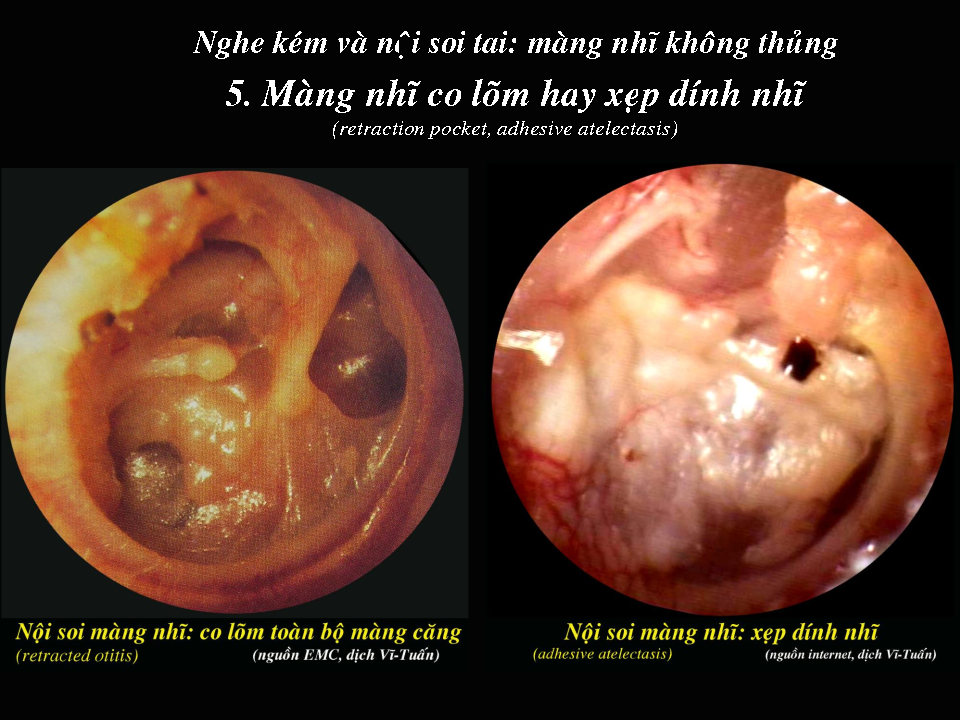 Nghe kém và nội soi tai: màng nhĩ không thủng
5. Màng nhĩ co lõm hay xẹp dính nhĩ
(retraction pocket, adhesive atelectasis)
Nội soi màng nhĩ: co lõm toàn bộ màng căng
(retracted otitis) (nguồn EMC, dịch Vĩ-Tuấn)
Nội soi màng nhĩ: xẹp dính nhĩ
(adhesive atelectasis) (nguồn internet, dịch Vĩ-Tuấn)